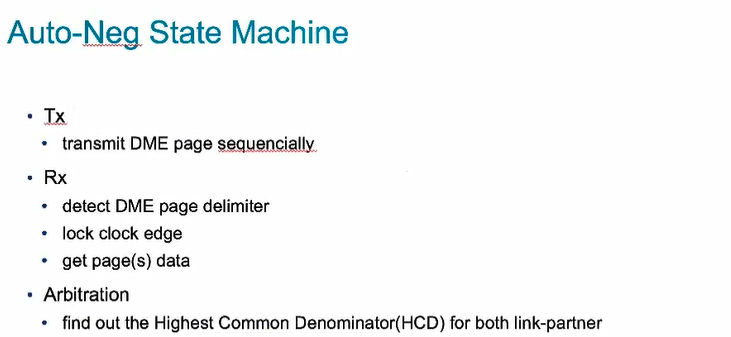 Auto-Neg State Machine
• Tx
• transmit DME page sequencially
• Rx
• detect DME page delimiter
• lock clock edge
• get page(s) data
• Arbitration
• find out the Highest Common Denominator(HCD) for both link-partner